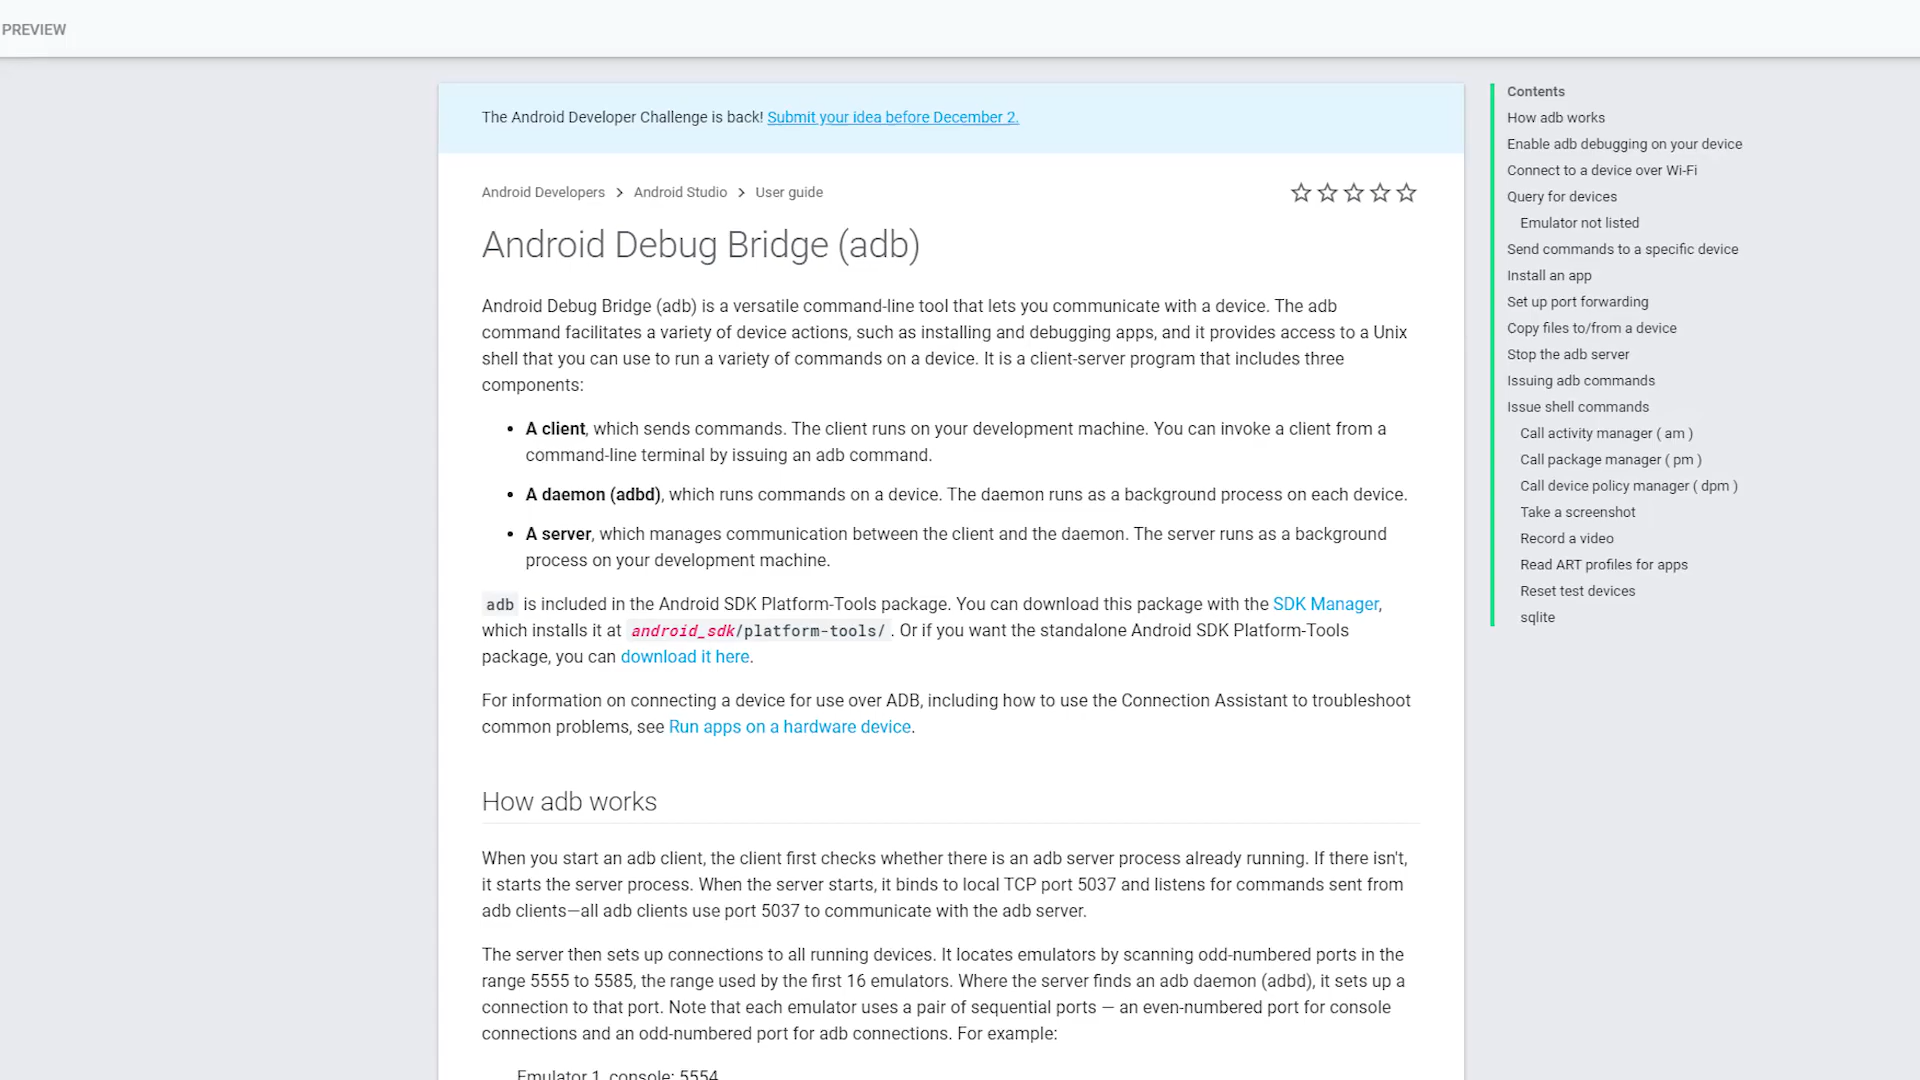 PREVIEW
The Android Developer Challenge is back! Submit your idea before December 2.
Android Developers > Android Studio > User guide
Android Debug Bridge (adb)
Android Debug Bridge (adb) is a versatile command-line tool that lets you communicate with a device. The adb
command facilitates a variety of device actions, such as installing and debugging apps, and it provides access to a Unix
shell that you can use to run a variety of commands on a device. It is a client-server program that includes three
components:
• A client, which sends commands. The client runs on your development machine. You can invoke a client from a
command-line terminal by issuing an adb command.
• A daemon (adbd), which runs commands on a device. The daemon runs as a background process on each device.
• A server, which manages communication between the client and the daemon. The server runs as a background
process on your development machine.
adb is included in the Android SDK Platform-Tools package. You can download this package with the SDK Manager,
which installs it at android_sdk/platform-tools/ . Or if you want the standalone Android SDK Platform-Tools
package, you can download it here.
For information on connecting a device for use over ADB, including how to use the Connection Assistant to troubleshoot
common problems, see Run apps on a hardware device.
How adb works
When you start an adb client, the client first checks whether there is an adb server process already running. If there isn't,
it starts the server process. When the server starts, it binds to local TCP port 5037 and listens for commands sent from
adb clients—all adb clients use port 5037 to communicate with the adb server.
The server then sets up connections to all running devices. It locates emulators by scanning odd-numbered ports in the
range 5555 to 5585, the range used by the first 16 emulators. Where the server finds an adb daemon (adbd), it sets up a
connection to that port. Note that each emulator uses a pair of sequential ports — an even-numbered port for console
connections and an odd-numbered port for adb connections. For example:
Emulator 1, console: 5554
Contents
How adb works
Enable adb debugging on your device
Connect to a device over Wi-Fi
Query for devices
Emulator not listed
Send commands to a specific device
Install an app
Set up port forwarding
Copy files to/from a device
Stop the adb server
Issuing adb commands
Issue shell commands
Call activity manager ( am )
Call package manager ( pm )
Call device policy manager ( dpm )
Take a screenshot
Record a video
Read ART profiles for apps
Reset test devices
sqlite